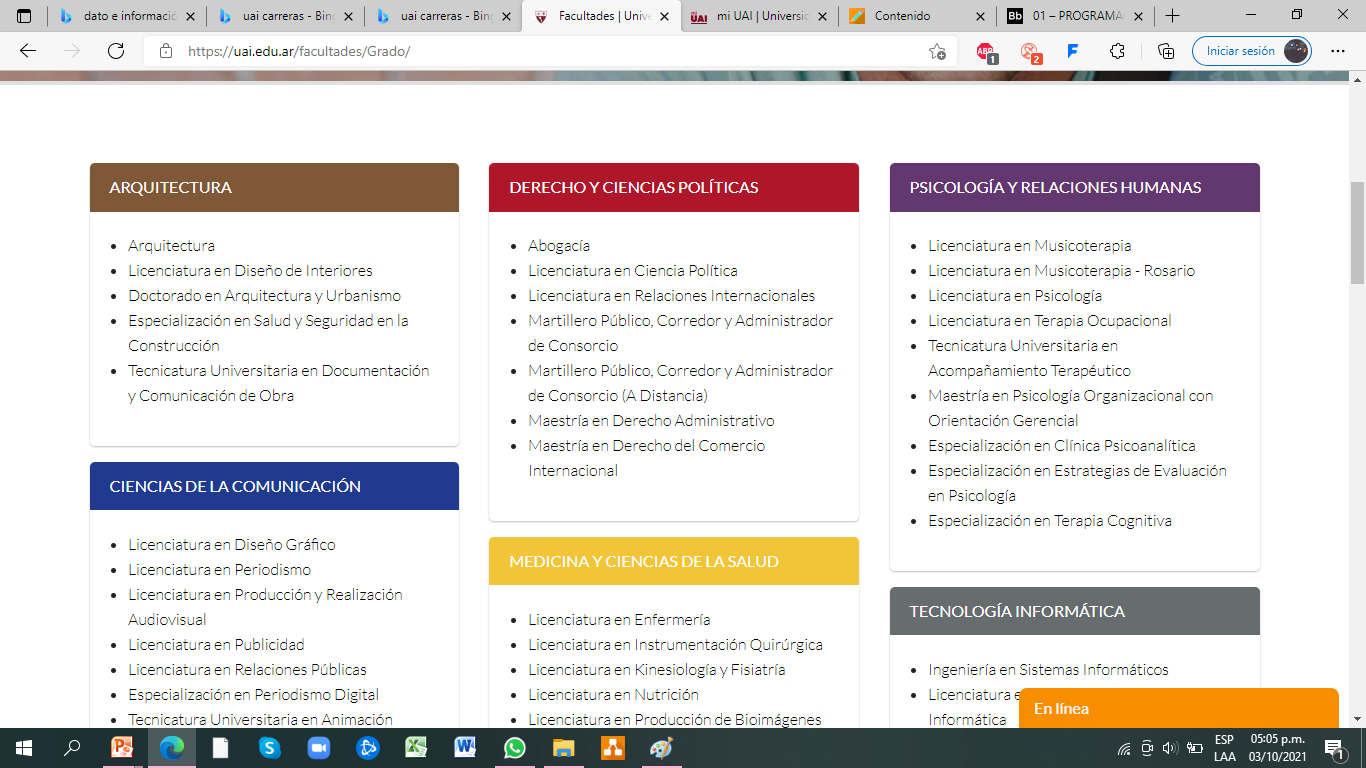 dato e informació
uai carreras - Bing
uai carreras - Bing
Facultades | Unive
mi UAI | Universid
Contenido
01 – PROGRAMA
https://uai.edu.ar/facultades/Grado/
ABP
1
2
F
Iniciar sesión
ARQUITECTURA
Arquitectura
Licenciatura en Diseño de Interiores
Doctorado en Arquitectura y Urbanismo
Especialización en Salud y Seguridad en la
Construcción
Tecnicatura Universitaria en Documentación
y Comunicación de Obra
CIENCIAS DE LA COMUNICACIÓN
Licenciatura en Diseño Gráfico
Licenciatura en Periodismo
Licenciatura en Producción y Realización
Audiovisual
Licenciatura en Publicidad
Licenciatura en Relaciones Públicas
Especialización en Periodismo Digital
Tecnicatura Universitaria en Animación
DERECHO Y CIENCIAS POLÍTICAS
Abogacía
Licenciatura en Ciencia Política
Licenciatura en Relaciones Internacionales
Martillero Público, Corredor y Administrador
de Consorcio
Martillero Público, Corredor y Administrador
de Consorcio (A Distancia)
Maestría en Derecho Administrativo
Maestría en Derecho del Comercio
Internacional
MEDICINA Y CIENCIAS DE LA SALUD
Licenciatura en Enfermería
Licenciatura en Instrumentación Quirúrgica
Licenciatura en Kinesiología y Fisiatría
Licenciatura en Nutrición
Licenciatura en Producción de Bioimágenes
PSICOLOGÍA Y RELACIONES HUMANAS
Licenciatura en Musicoterapia
Licenciatura en Musicoterapia - Rosario
Licenciatura en Psicología
Licenciatura en Terapia Ocupacional
Tecnicatura Universitaria en
Acompañamiento Terapéutico
Maestría en Psicología Organizacional con
Orientación Gerencial
Especialización en Clínica Psicoanalítica
Especialización en Estrategias de Evaluación
en Psicología
Especialización en Terapia Cognitiva
TECNOLOGÍA INFORMÁTICA
Ingeniería en Sistemas Informáticos
Licenciatura e
Informática
En línea
ESP
LAA
05:05 p.m.
03/10/2021
1